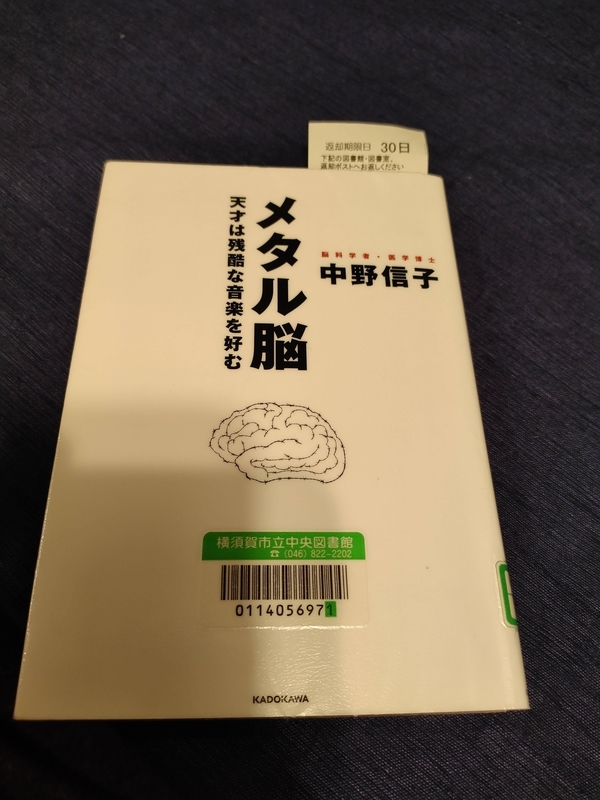 返却期限日 30日
下記の図書館・図書室、
返却ポストへお返しください
メタル脳
天才は残酷な音楽を好む
脳科学者・医学博士
中野信子
横須賀市立中央図書館
☎(046) 822-2202
0114056971
KADOKAWA